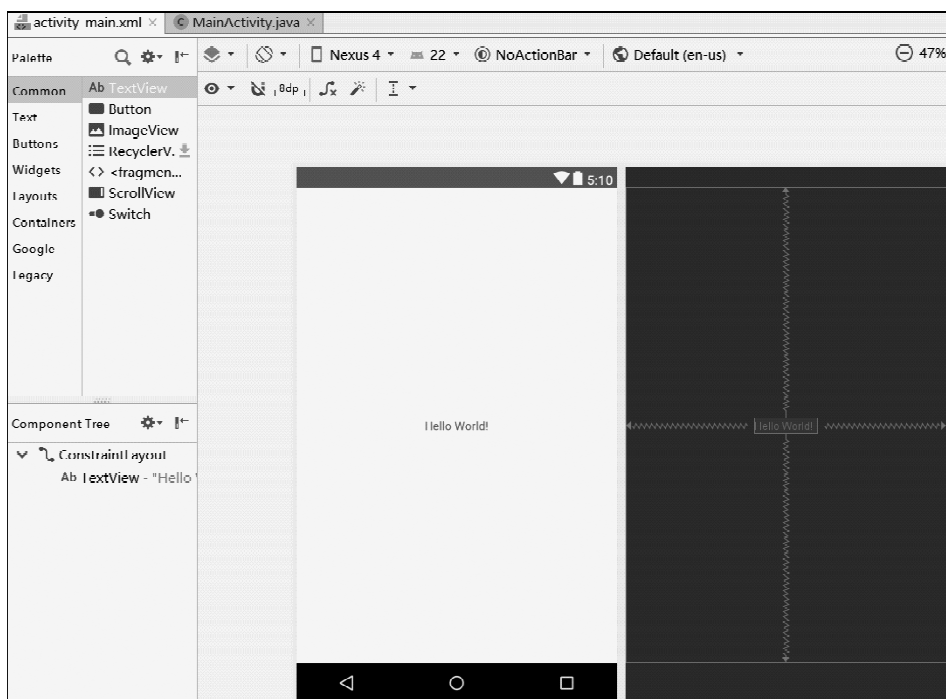 activity_main.xml MainActivity.java
Palette
Nexus 4 22 NoActionBar Default (en-us) 47%
8dp
Common
Text
Buttons
Widgets
Layouts
Containers
Google
Legacy
Ab TextView
Button
ImageView
RecyclerV.
<fragmen...
ScrollView
Switch
5:10
Hello World!
Hello World!
Component Tree
ConstraintLayout
Ab TextView - "Hello